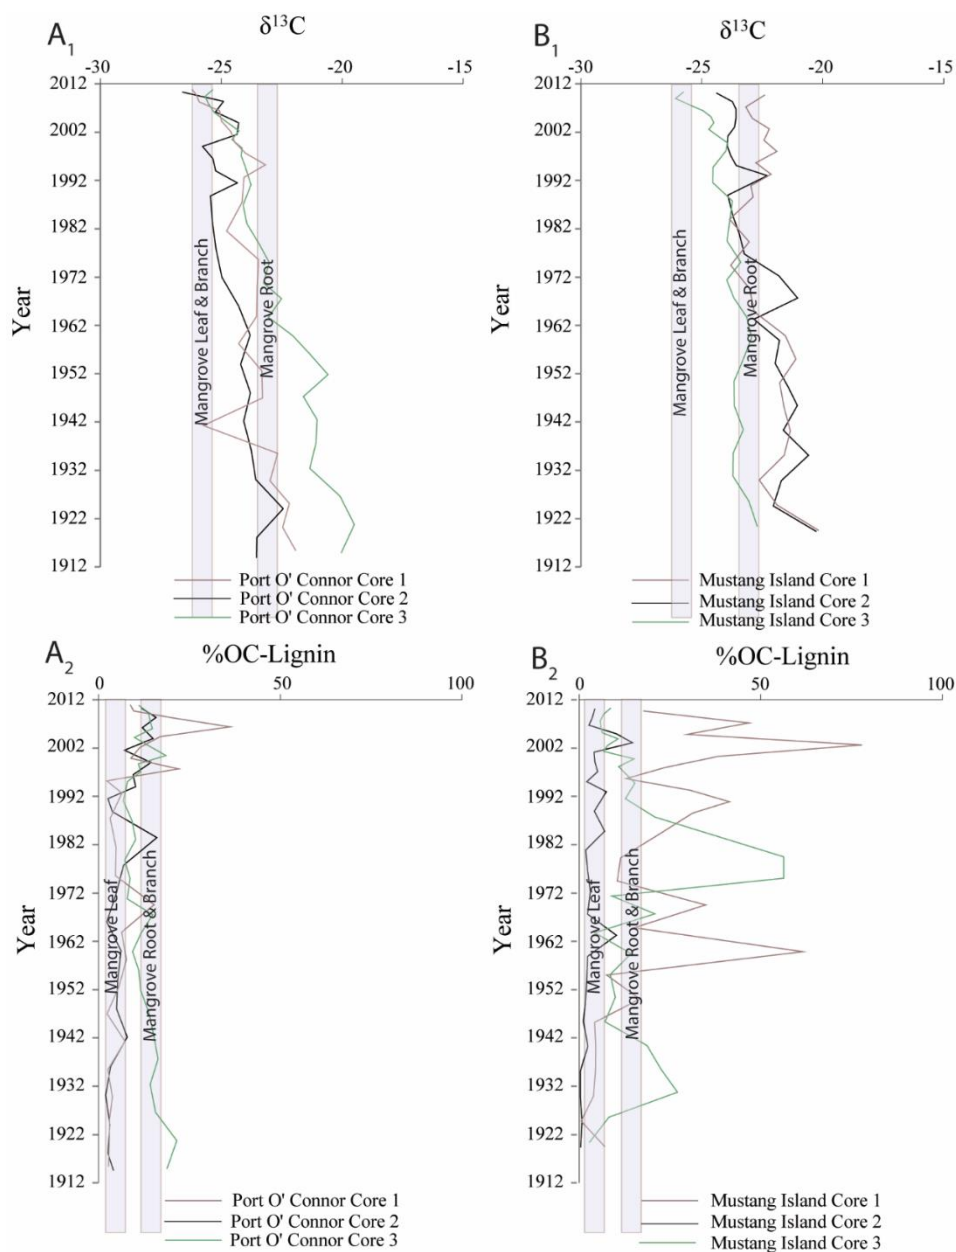 A1
δ13C
-30 -25 -20 -15
2012
2002
1992
1982
1972
1962
1952
1942
1932
1922
1912
Year
Mangrove Leaf & Branch
Mangrove Root
Port O' Connor Core 1
Port O' Connor Core 2
Port O' Connor Core 3
B1
δ13C
-30 -25 -20 -15
2012
2002
1992
1982
1972
1962
1952
1942
1932
1922
1912
Year
Mangrove Leaf & Branch
Mangrove Root
Mustang Island Core 1
Mustang Island Core 2
Mustang Island Core 3
A2
%OC-Lignin
0 50 100
2012
2002
1992
1982
1972
1962
1952
1942
1932
1922
1912
Year
Mangrove Leaf
Mangrove Root & Branch
Port O' Connor Core 1
Port O' Connor Core 2
Port O' Connor Core 3
B2
%OC-Lignin
0 50 100
2012
2002
1992
1982
1972
1962
1952
1942
1932
1922
1912
Year
Mangrove Leaf
Mangrove Root & Branch
Mustang Island Core 1
Mustang Island Core 2
Mustang Island Core 3